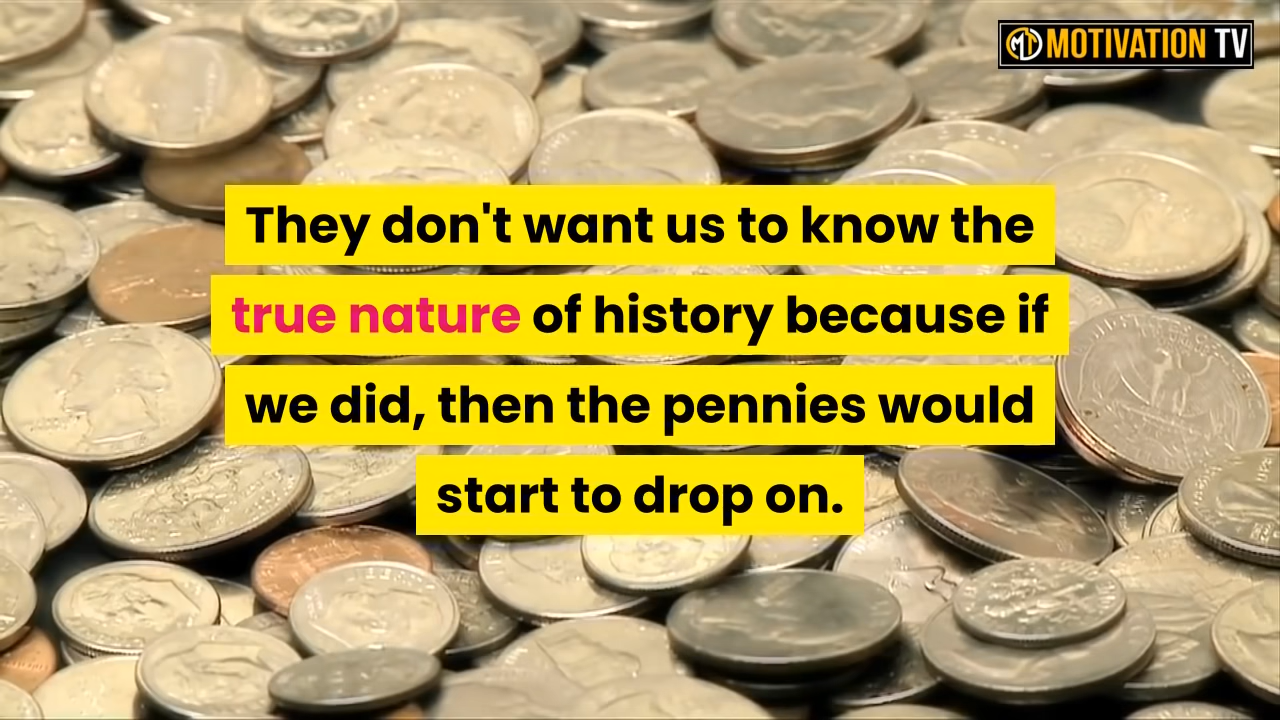 MT MOTIVATION TV
They don't want us to know the
true nature of history because if
we did, then the pennies would
start to drop on.